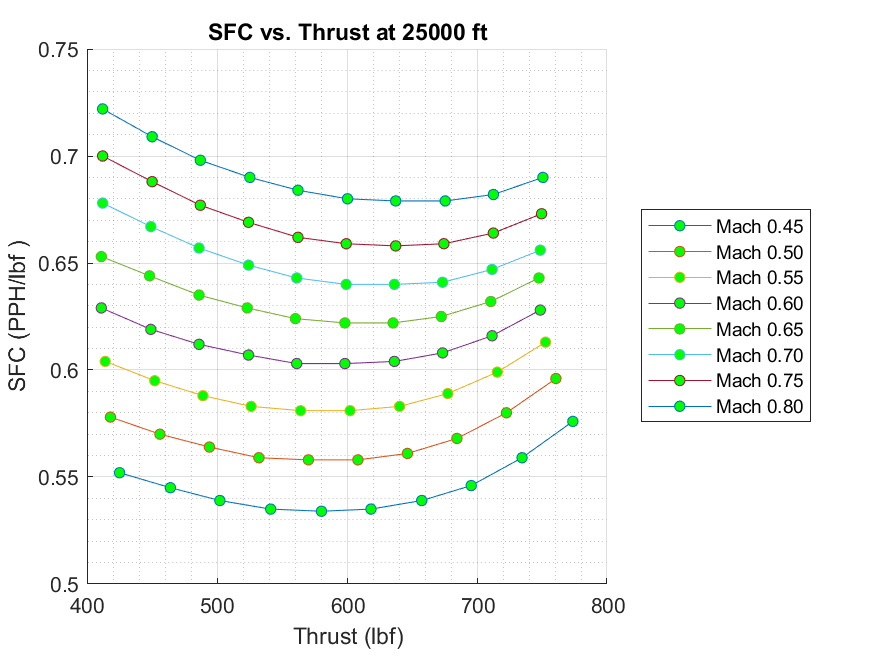 SFC vs. Thrust at 25000 ft
0.75
0.7
0.65
0.6
0.55
0.5
SFC (PPH/lbf )
400
500
600
700
800
Thrust (lbf)
Mach 0.45
Mach 0.50
Mach 0.55
Mach 0.60
Mach 0.65
Mach 0.70
Mach 0.75
Mach 0.80